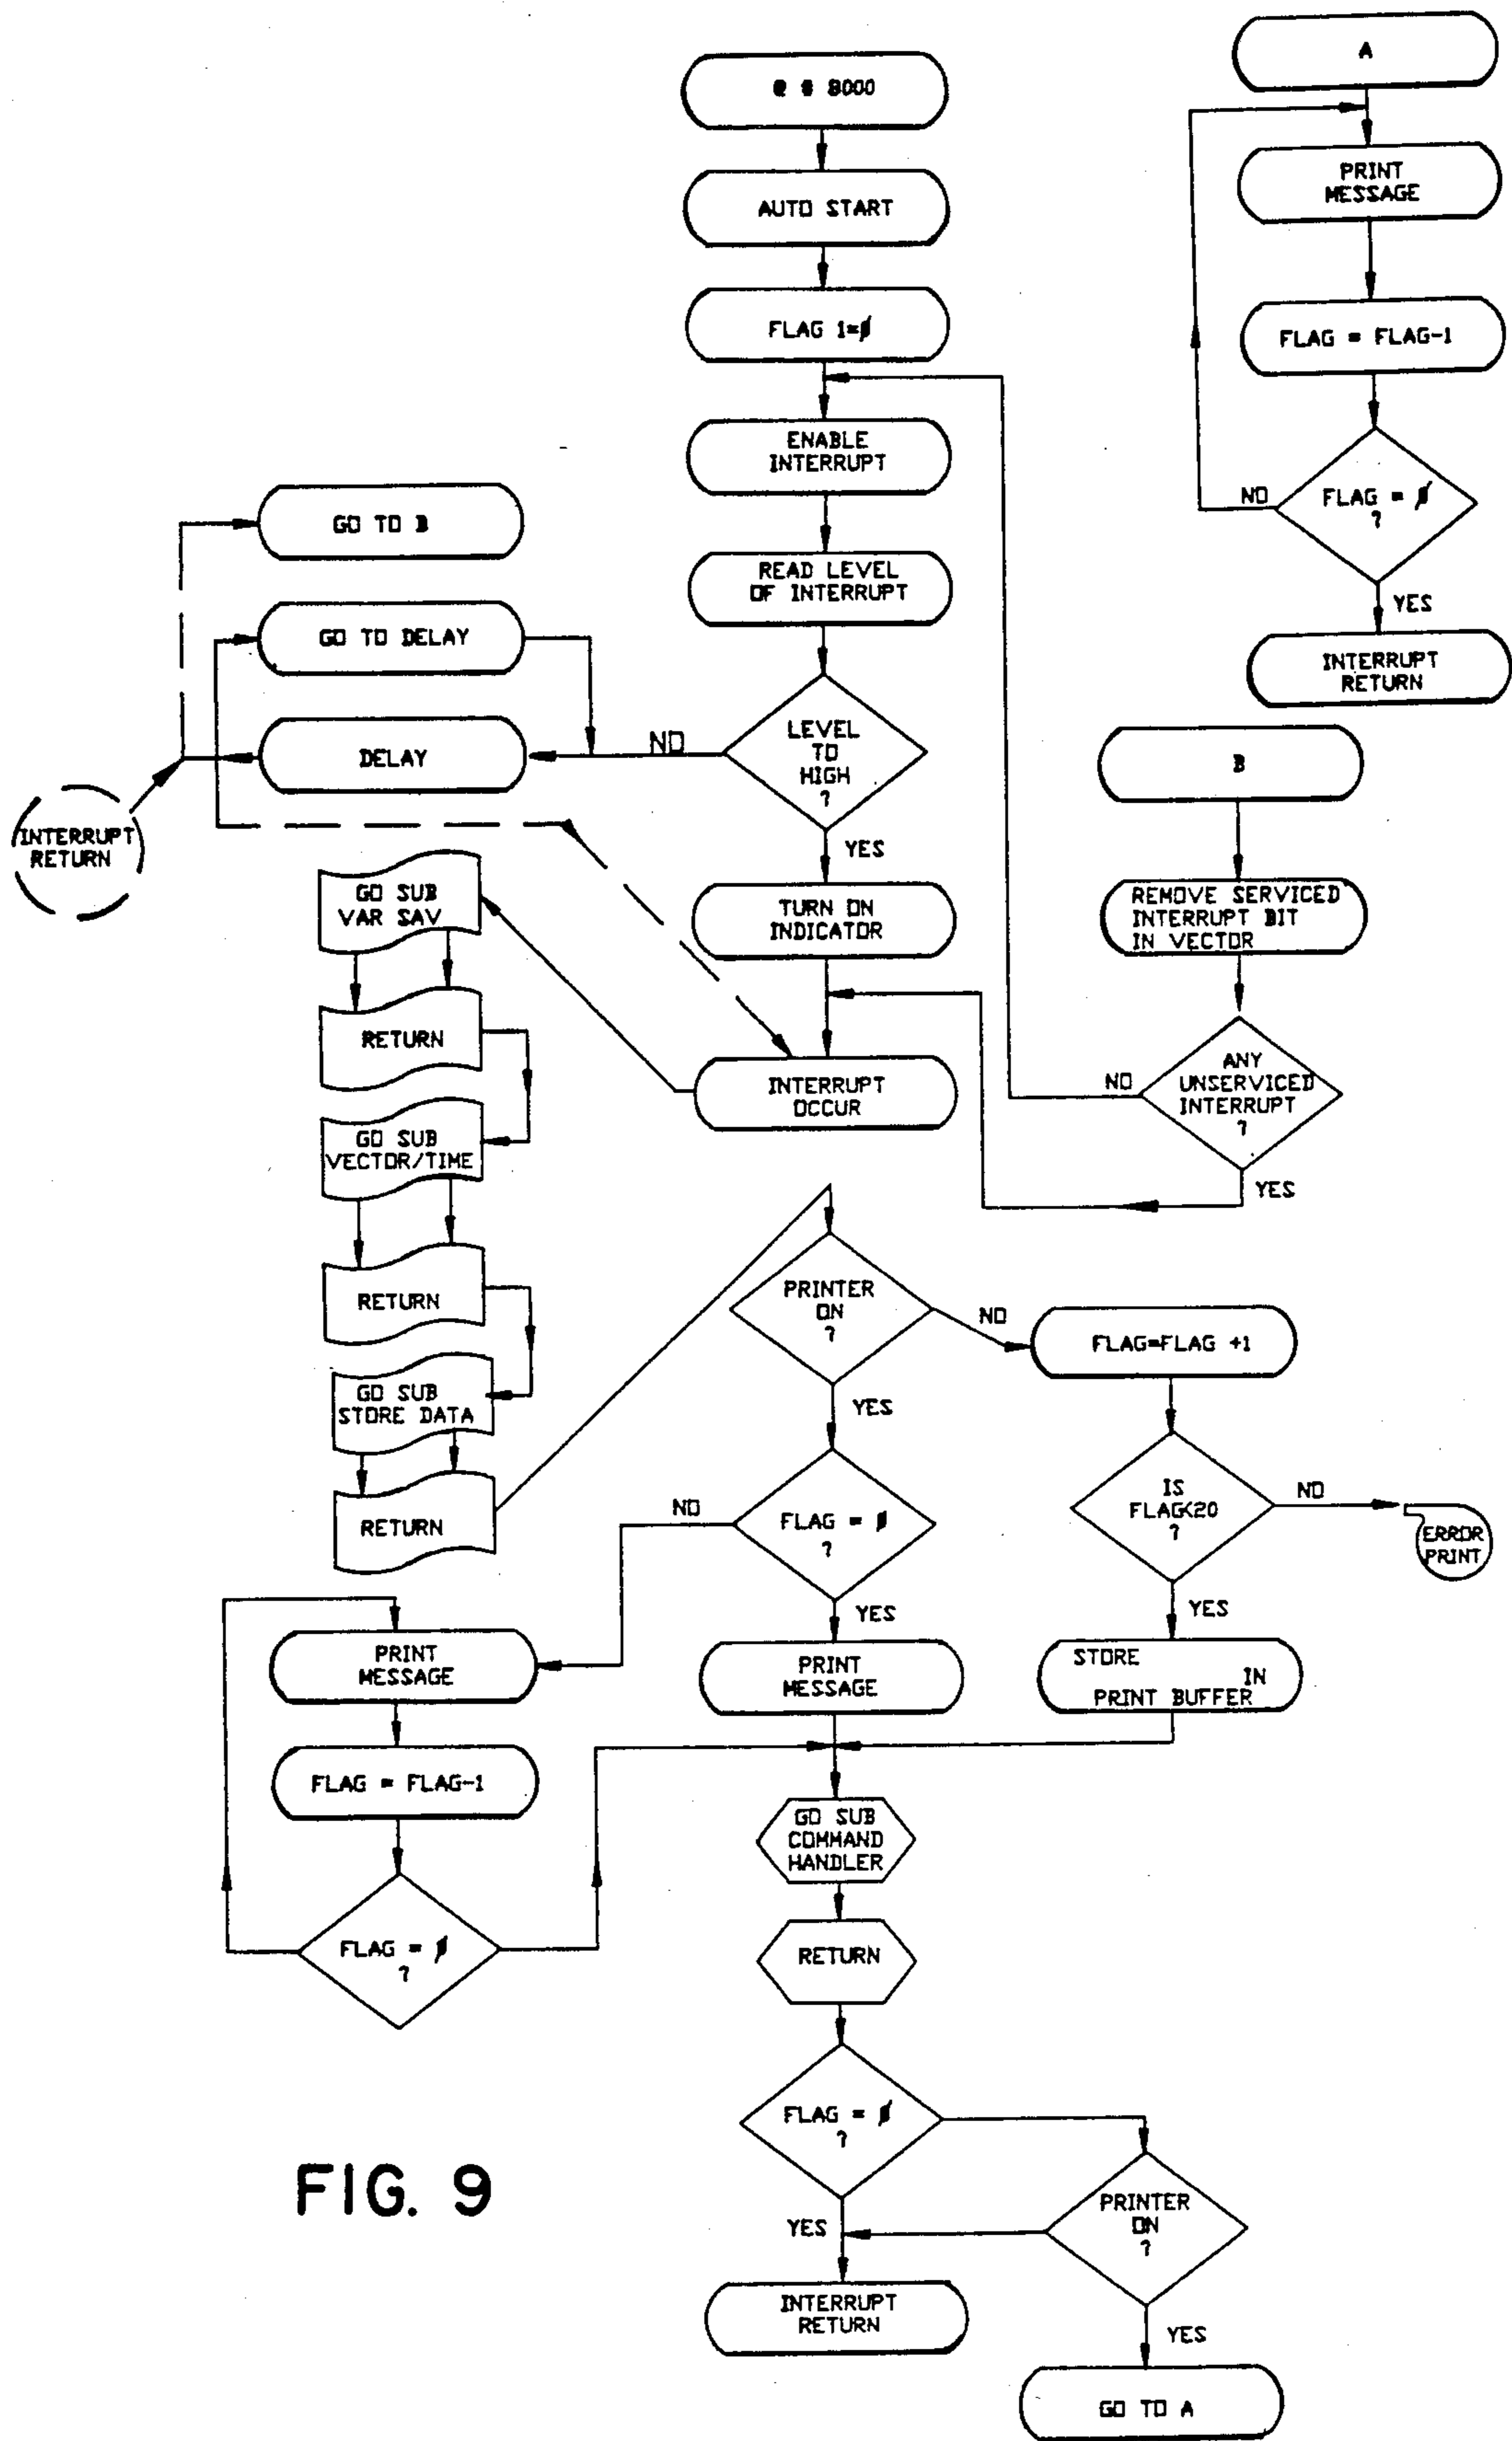 @ $ 8000
AUTO START
FLAG 1=0
ENABLE
INTERRUPT
READ LEVEL
OF INTERRUPT
LEVEL
TO
HIGH
?
NO
YES
TURN ON
INDICATOR
INTERRUPT
OCCUR
GO TO B
GO TO DELAY
DELAY
INTERRUPT
RETURN
GO SUB
VAR SAV
RETURN
GO SUB
VECTOR/TIME
RETURN
GO SUB
STORE DATA
RETURN
A
PRINT
MESSAGE
FLAG = FLAG-1
FLAG = 0
?
NO
YES
INTERRUPT
RETURN
B
REMOVE SERVICED
INTERRUPT BIT
IN VECTOR
ANY
UNSERVICED
INTERRUPT
?
NO
YES
PRINTER
ON
?
NO
YES
FLAG=FLAG +1
IS
FLAG<20
?
NO
ERROR
PRINT
YES
STORE
IN
PRINT BUFFER
FLAG = 0
?
NO
YES
PRINT
MESSAGE
PRINT
MESSAGE
FLAG = FLAG-1
FLAG = 0
?
GO SUB
COMMAND
HANDLER
RETURN
FLAG = 0
?
YES
PRINTER
ON
?
YES
INTERRUPT
RETURN
GO TO A
FIG. 9